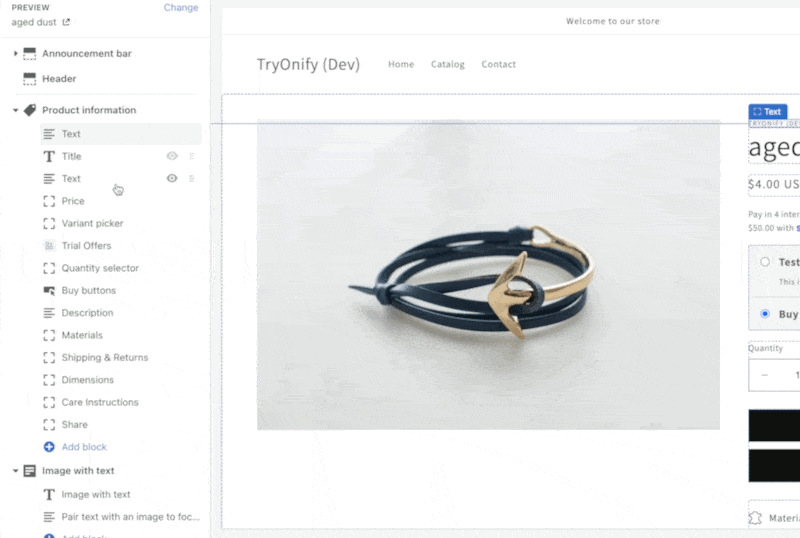 PREVIEW
Change
aged dust
Announcement bar
Header
Product information
Text
Title
Text
Price
Variant picker
Trial Offers
Quantity selector
Buy buttons
Description
Materials
Shipping & Returns
Dimensions
Care Instructions
Share
Add block
Image with text
Image with text
Pair text with an image to foc...
Add block
Welcome to our store
TryOnify (Dev)
Home
Catalog
Contact
Text
TRYONIFY (DE
aged
$4.00 US
Pay in 4 inter
$50.00 with
Test
This i
Buy
Quantity
1
Materia